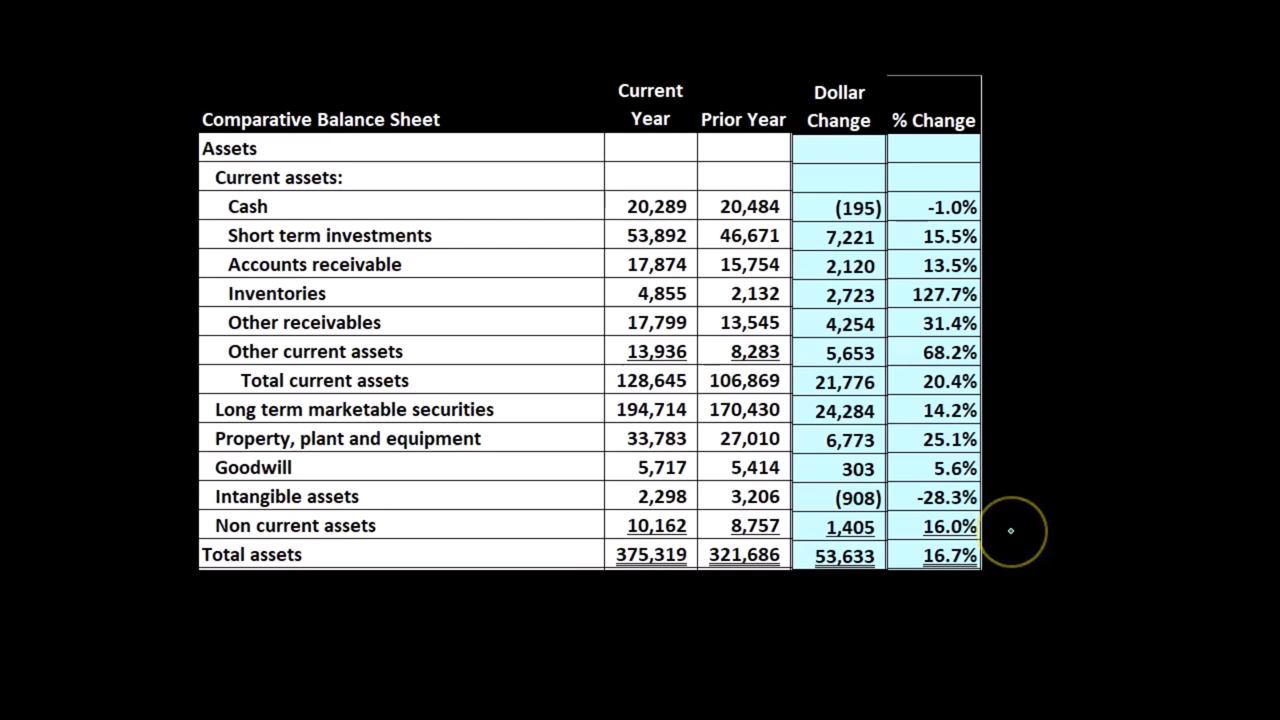 Comparative Balance Sheet Current Year Prior Year Dollar Change % Change
Assets
Current assets:
Cash 20,289 20,484 (195) -1.0%
Short term investments 53,892 46,671 7,221 15.5%
Accounts receivable 17,874 15,754 2,120 13.5%
Inventories 4,855 2,132 2,723 127.7%
Other receivables 17,799 13,545 4,254 31.4%
Other current assets 13,936 8,283 5,653 68.2%
Total current assets 128,645 106,869 21,776 20.4%
Long term marketable securities 194,714 170,430 24,284 14.2%
Property, plant and equipment 33,783 27,010 6,773 25.1%
Goodwill 5,717 5,414 303 5.6%
Intangible assets 2,298 3,206 (908) -28.3%
Non current assets 10,162 8,757 1,405 16.0%
Total assets 375,319 321,686 53,633 16.7%